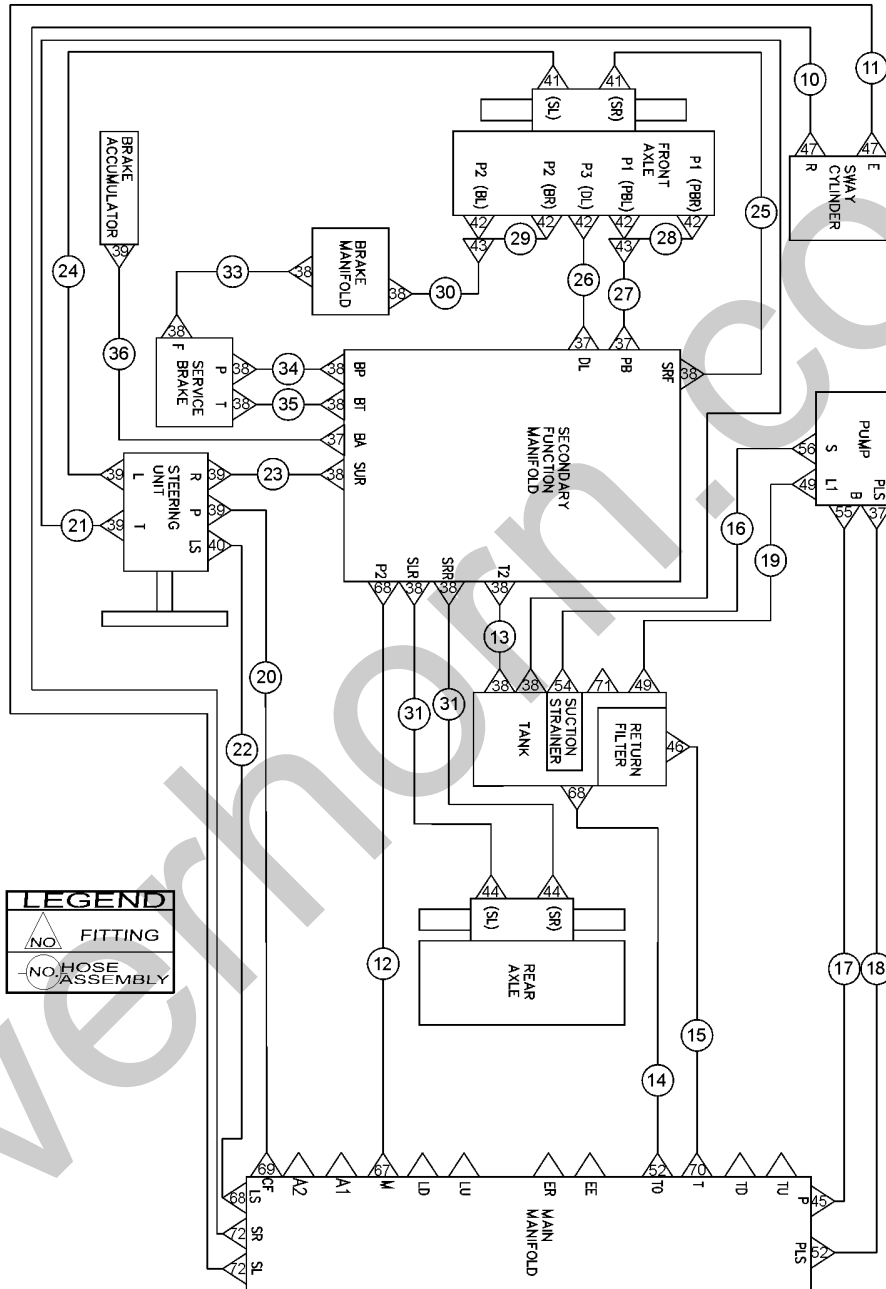 11
10
41
41
47
47
(SL)
(SR)
R
E
SWAY
CYLINDER
BRAKE
ACCUMULATOR
39
FRONT
AXLE
P2 (BL)
P2 (BR)
P3 (DL)
P1 (PBL)
P1 (PBR)
42
42
42
42
42
43
43
29
28
25
24
33
38
BRAKE
MANIFOLD
38
30
26
27
36
38
F
SERVICE
BRAKE
P
T
38
38
34
35
38
38
37
38
37
37
38
DL
PB
SRF
BP
BT
BA
SUR
SECONDARY
FUNCTION
MANIFOLD
PUMP
S
L1
B
PLS
56
49
55
37
16
19
STEERING
UNIT
R
P
LS
L
T
39
39
40
39
39
23
21
P2
SLR
SRR
T2
68
38
38
38
13
20
22
31
31
38
38
54
71
49
TANK
SUCTION
STRAINER
RETURN
FILTER
46
68
44
44
(SL)
(SR)
REAR
AXLE
LEGEND
NO FITTING
NO. HOSE
ASSEMBLY
12
17
18
15
14
69
67
52
70
CF
A2
A1
M
LD
LU
ER
EE
TO
T
TD
TU
P
45
PLS
52
68
LS
72
SR
72
SL
MAIN
MANIFOLD
verhorn.co